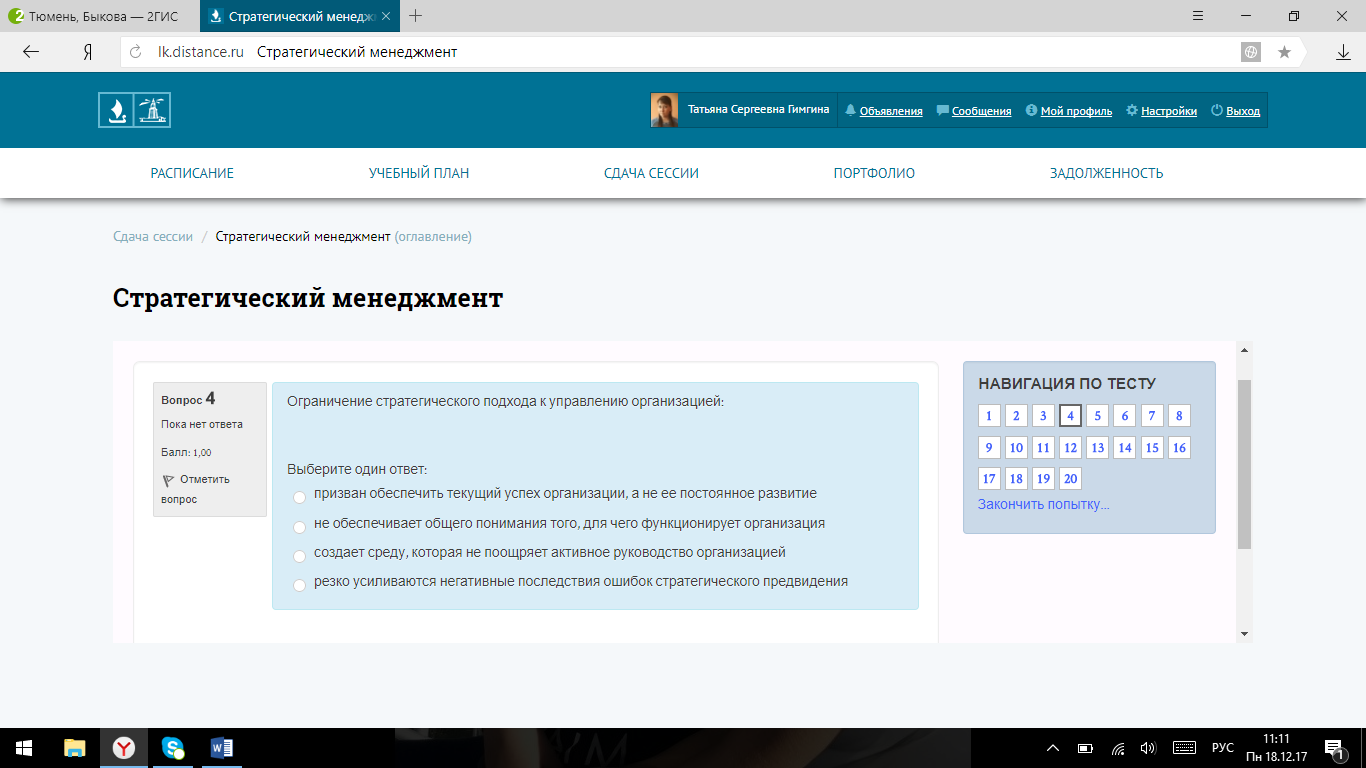 Тюмень, Быкова — 2ГИС
Стратегический менедж
lk.distance.ru Стратегический менеджмент
Татьяна Сергеевна Гимгина
Объявления
Сообщения
Мой профиль
Настройки
Выход
РАСПИСАНИЕ
УЧЕБНЫЙ ПЛАН
СДАЧА СЕССИИ
ПОРТФОЛИО
ЗАДОЛЖЕННОСТЬ
Сдача сессии / Стратегический менеджмент (оглавление)
Стратегический менеджмент
Вопрос 4
Пока нет ответа
Балл: 1,00
Отметить
вопрос
Ограничение стратегического подхода к управлению организацией:
Выберите один ответ:
призван обеспечить текущий успех организации, а не ее постоянное развитие
не обеспечивает общего понимания того, для чего функционирует организация
создает среду, которая не поощряет активное руководство организацией
резко усиливаются негативные последствия ошибок стратегического предвидения
НАВИГАЦИЯ ПО ТЕСТУ
1 2 3 4 5 6 7 8
9 10 11 12 13 14 15 16
17 18 19 20
Закончить попытку...
РУС
11:11
Пн 18.12.17
1